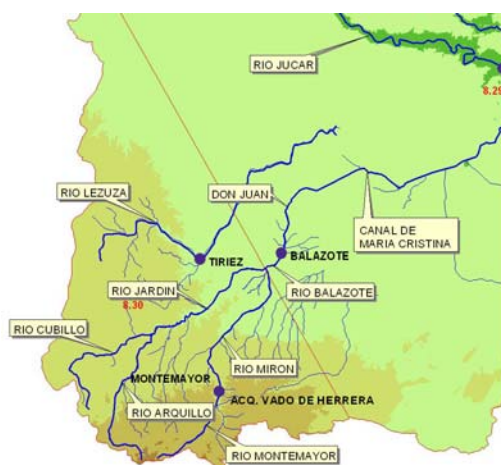 RIO JUCAR
8.29
RIO LEZUZA
DON JUAN
CANAL DE
MARIA CRISTINA
TIRIEZ
BALAZOTE
RIO JARDIN
8.30
RIO BALAZOTE
RIO CUBILLO
RIO MIRON
MONTEMAYOR
ACQ. VADO DE HERRERA
RIO ARQUILLO
RIO MONTEMAYOR